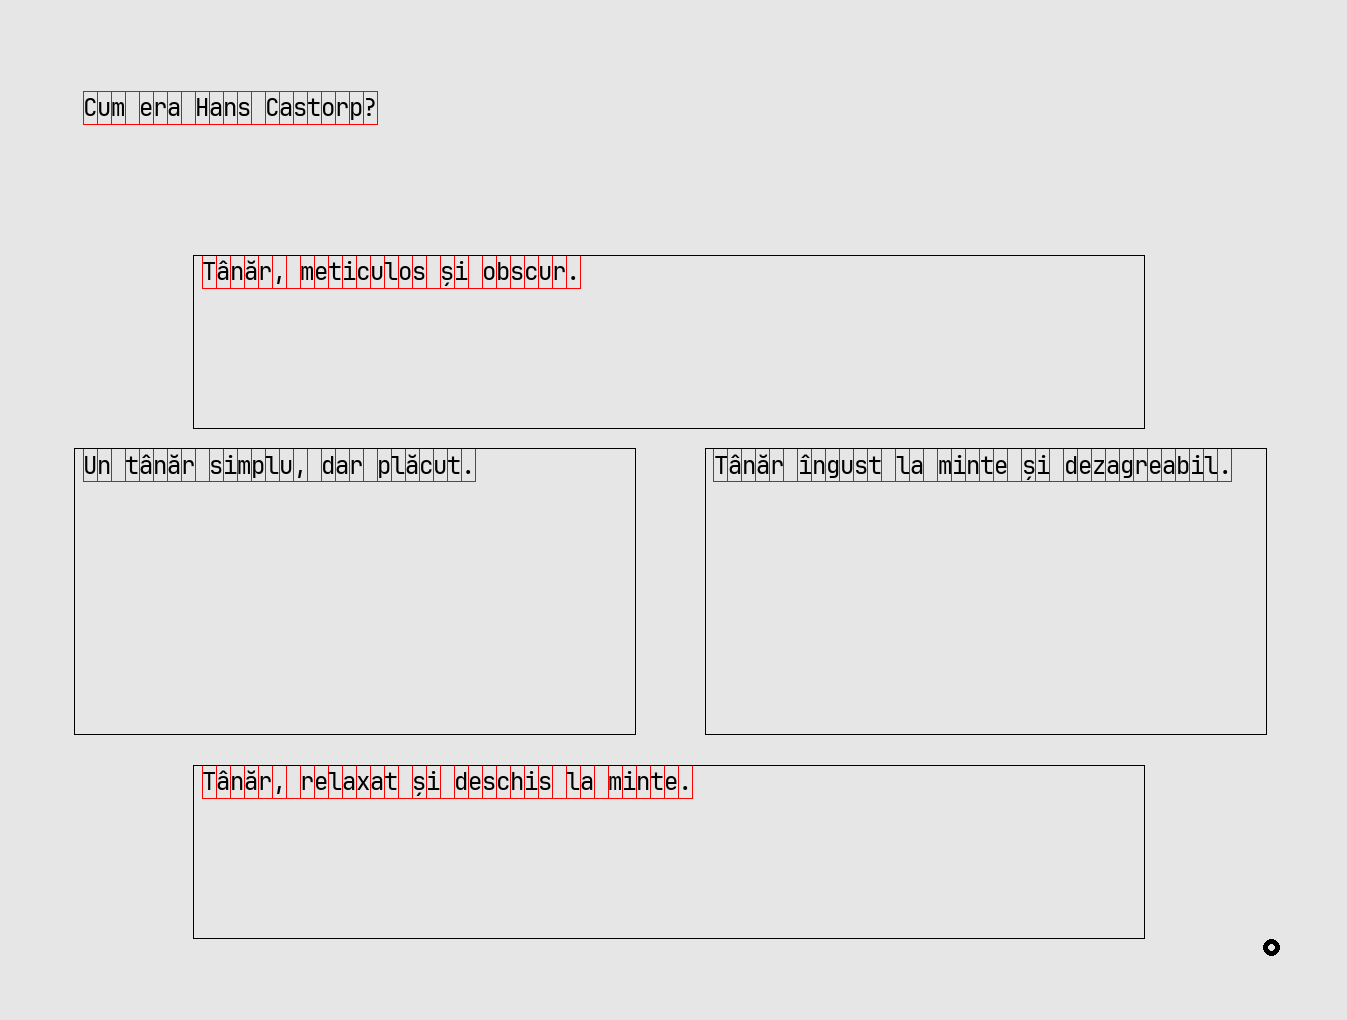 Cum era Hans Castorp?
Tânăr, meticulos și obscur.
Un tânăr simplu, dar plăcut.
Tânăr îngust la minte și dezagreabil.
Tânăr, relaxat și deschis la minte.